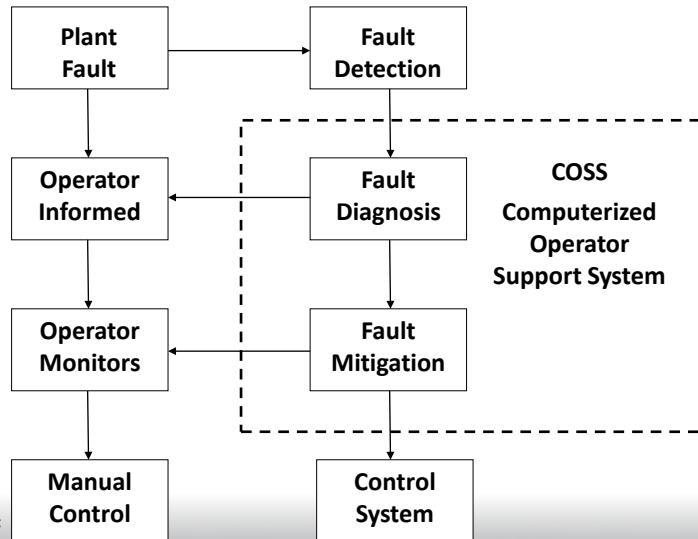 Plant
Fault
Fault
Detection
Operator
Informed
Fault
Diagnosis
COSS
Computerized
Operator
Support System
Operator
Monitors
Fault
Mitigation
Manual
Control
Control
System